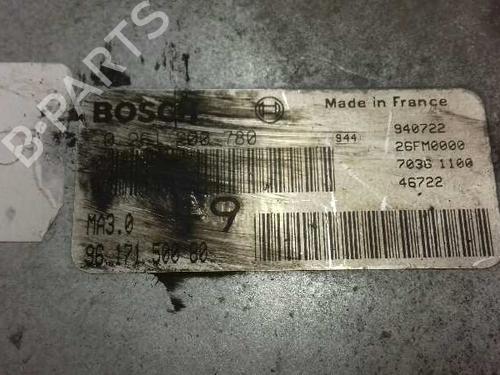 B-PARTS
BOSCH
Made in France
0 261 200 780
944
940722
26FM0000
703G 1100
46722
9
MA3.0
96 171 500 80